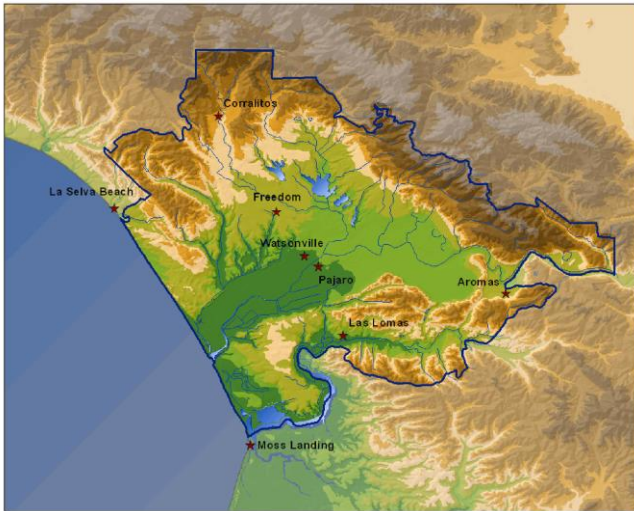 Corralitos
La Selva Beach
Freedom
Watsonville
Pajaro
Aromas
Las Lomas
Moss Landing